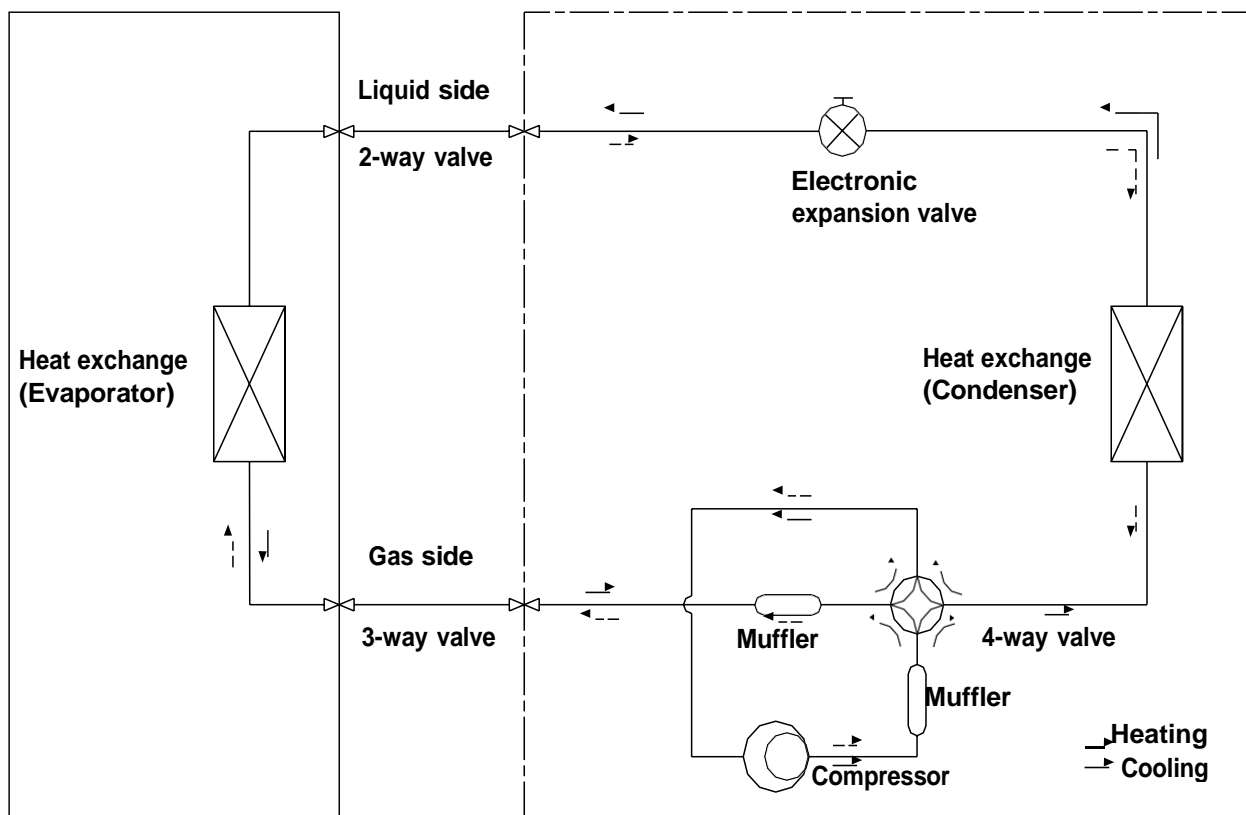 Liquid side
2-way valve
Electronic
expansion valve
Heat exchange
(Evaporator)
Heat exchange
(Condenser)
Gas side
3-way valve
Muffler
4-way valve
Muffler
Compressor
Heating
Cooling